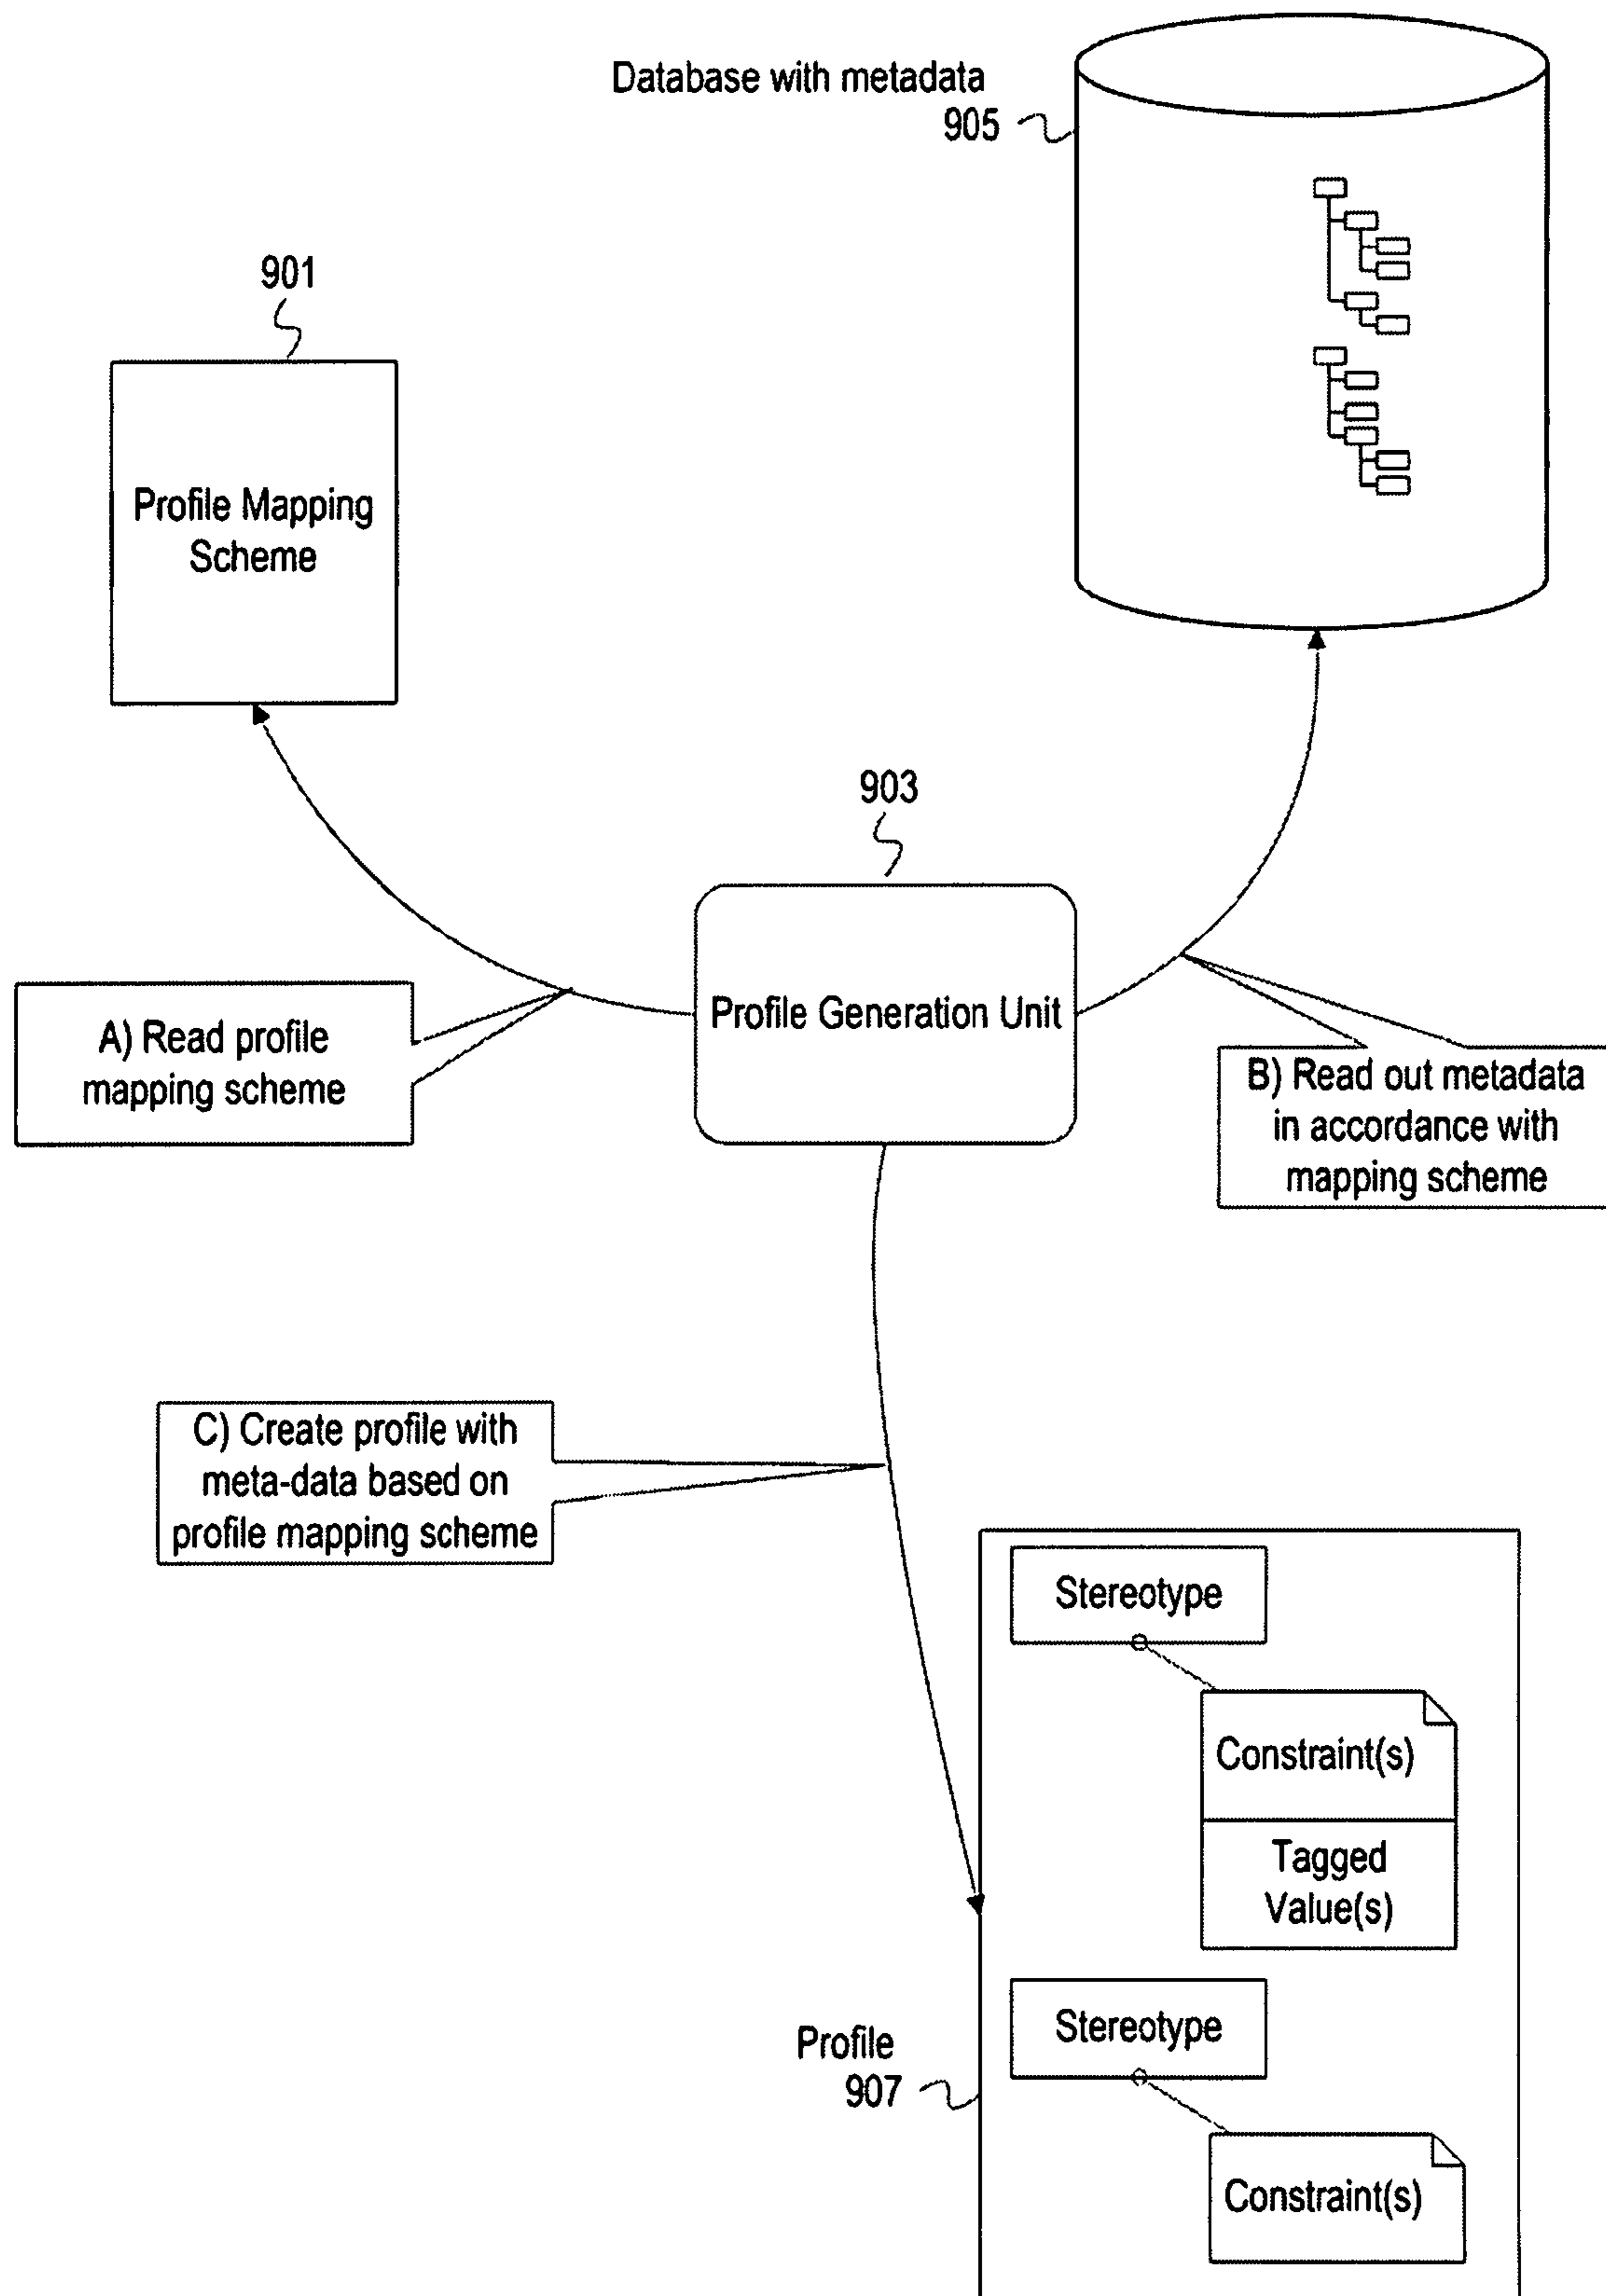 Database with metadata
905
901
Profile Mapping
Scheme
903
Profile Generation Unit
A) Read profile
mapping scheme
B) Read out metadata
in accordance with
mapping scheme
C) Create profile with
meta-data based on
profile mapping scheme
Stereotype
Constraint(s)
Tagged
Value(s)
Profile
907
Stereotype
Constraint(s)